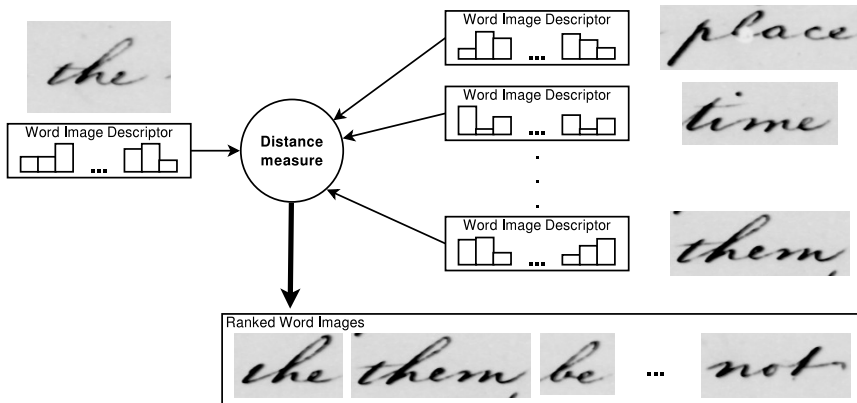 the
Word Image Descriptor
...
Distance
measure
Word Image Descriptor
...
place
Word Image Descriptor
...
time
.
.
.
Word Image Descriptor
...
them,
Ranked Word Images
the them, be ... not